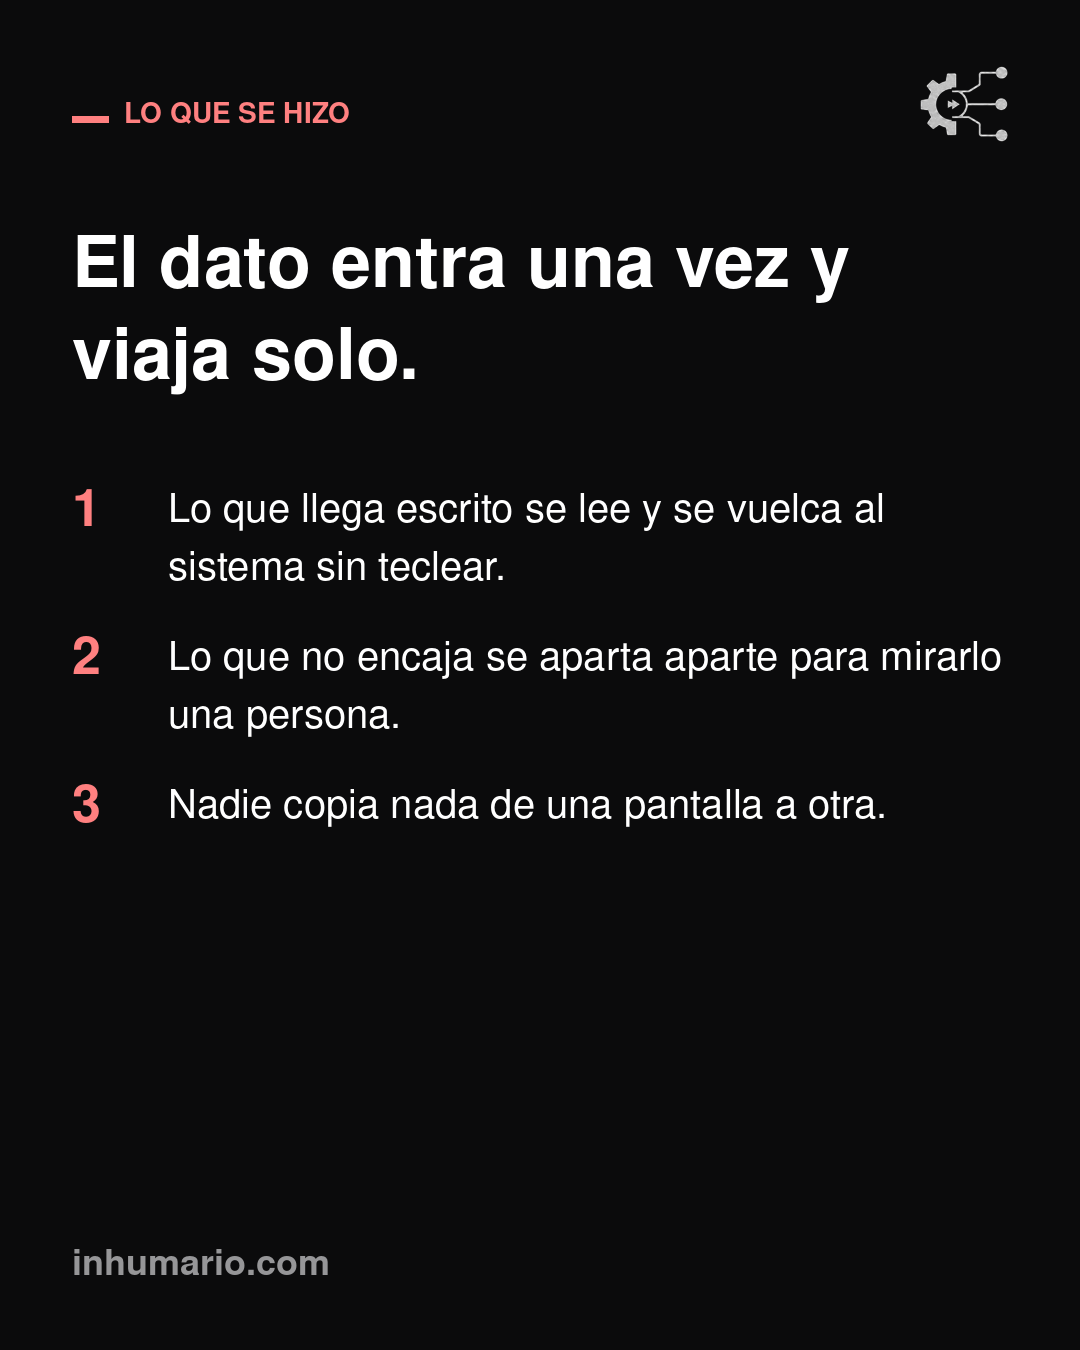 LO QUE SE HIZO
El dato entra una vez y
viaja solo.
1 Lo que llega escrito se lee y se vuelca al
sistema sin teclear.
2 Lo que no encaja se aparta aparte para mirarlo
una persona.
3 Nadie copia nada de una pantalla a otra.
inhumario.com